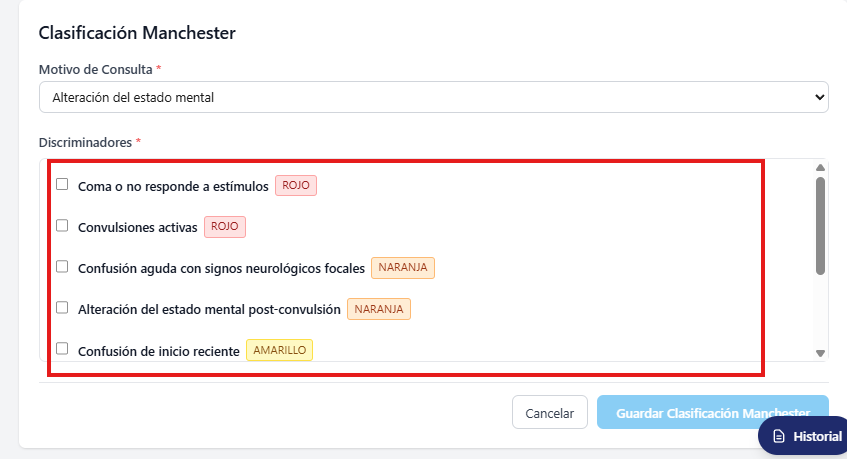 Clasificación Manchester
Motivo de Consulta *
Alteración del estado mental
Discriminadores *
Coma o no responde a estímulos ROJO
Convulsiones activas ROJO
Confusión aguda con signos neurológicos focales NARANJA
Alteración del estado mental post-convulsión NARANJA
Confusión de inicio reciente AMARILLO
Cancelar Guardar Clasificación Manchester
Historial